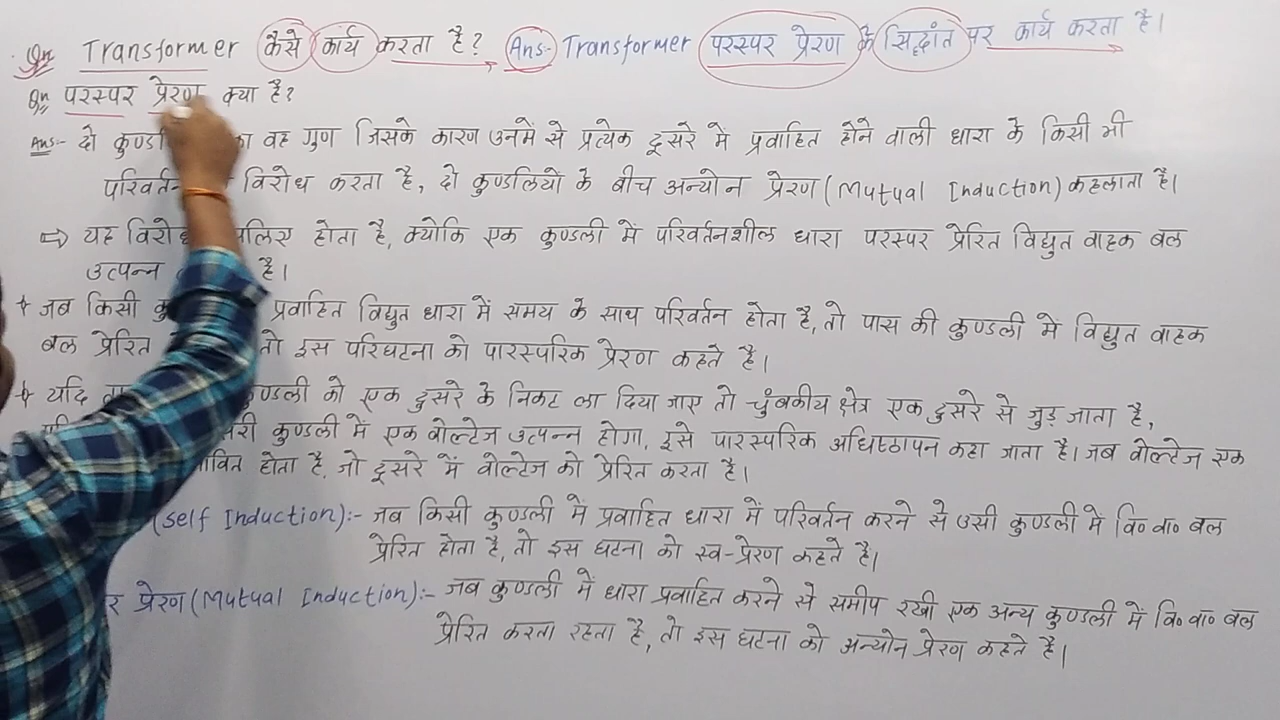 Qn Transformer कैसे कार्य करता है? Ans:- Transformer परस्पर प्रेरण के सिद्धांत पर कार्य करता है।
Qn परस्पर प्रेरण क्या है?
Ans:- दो वह गुण जिसके कारण उनमें से प्रत्येक दूसरे मे प्रवाहित होने वाली धारा के किसी भी
परिवर्तन विरोध करता है, दो कुण्डलियों के बीच अन्योन प्रेरण (Mutual Induction) कहलाता है।
⇒ यह होता है, क्योकि एक कुण्डली में परिवर्तनशील धारा परस्पर प्रेरित विद्युत वाहक बल
उत्पन्न है।
जब किसी प्रवाहित विद्युत धारा में समय के साथ परिवर्तन होता है, तो पास की कुण्डली में विद्युत वाहक
बल प्रेरित तो इस परिघटना को पारस्परिक प्रेरण कहते है।
यदि कुण्डली को एक दुसरे के निकट ला दिया जाए तो चुंबकीय क्षेत्र एक दुसरे से जुड़ जाता है,
कुण्डली में एक वोल्टेज उत्पन्न होगा, इसे पारस्परिक अधिष्ठापन कहा जाता है। जब वोल्टेज एक
होता है, जो दूसरे में वोल्टेज को प्रेरित करता है।
(Self Induction):- जब किसी कुण्डली में प्रवाहित धारा में परिवर्तन करने से उसी कुण्डली में वि० वा० बल
प्रेरित होता है, तो इस घटना को स्व-प्रेरण कहते है।
प्रेरण (Mutual Induction):- जब कुण्डली में धारा प्रवाहित करने से समीप रखी एक अन्य कुण्डली में वि० वा० बल
प्रेरित करता रहता है, तो इस घटना को अन्योन प्रेरण कहते है।